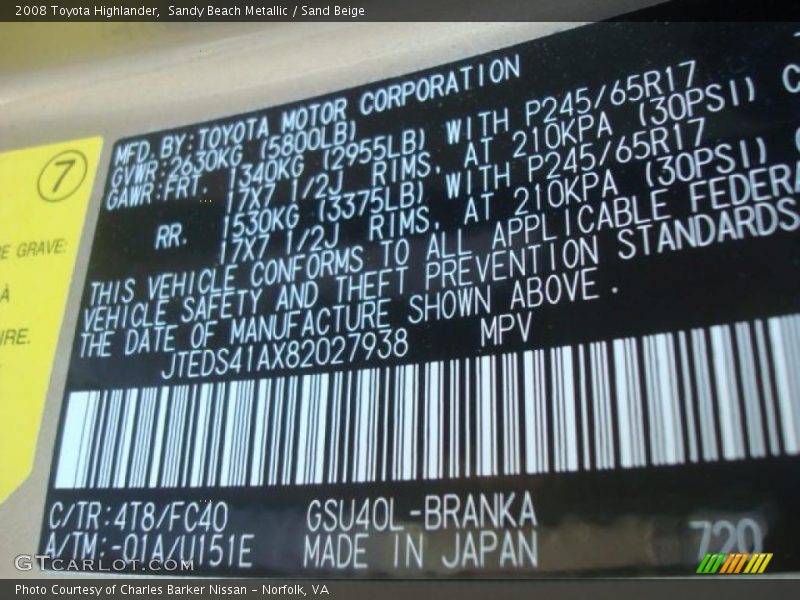 2008 Toyota Highlander, Sandy Beach Metallic / Sand Beige
7
E GRAVE:
À
IRE.
MFD. BY: TOYOTA MOTOR CORPORATION
GVWR: 2630KG (5800LB)
GAWR: FRT. 1340KG (2955LB) WITH P245/65R17
17X7 1/2J RIMS, AT 210KPA (30PSI) C
RR. 1530KG (3375LB) WITH P245/65R17
17X7 1/2J RIMS, AT 210KPA (30PSI)
THIS VEHICLE CONFORMS TO ALL APPLICABLE FEDERA
VEHICLE SAFETY AND THEFT PREVENTION STANDARDS
THE DATE OF MANUFACTURE SHOWN ABOVE.
JTEDS41AX82027938 MPV
C/TR: 4T8/FC40 GSU40L-BRANKA
A/TM: -01A/U151E MADE IN JAPAN 720
GTcarlot.com
Photo Courtesy of Charles Barker Nissan - Norfolk, VA